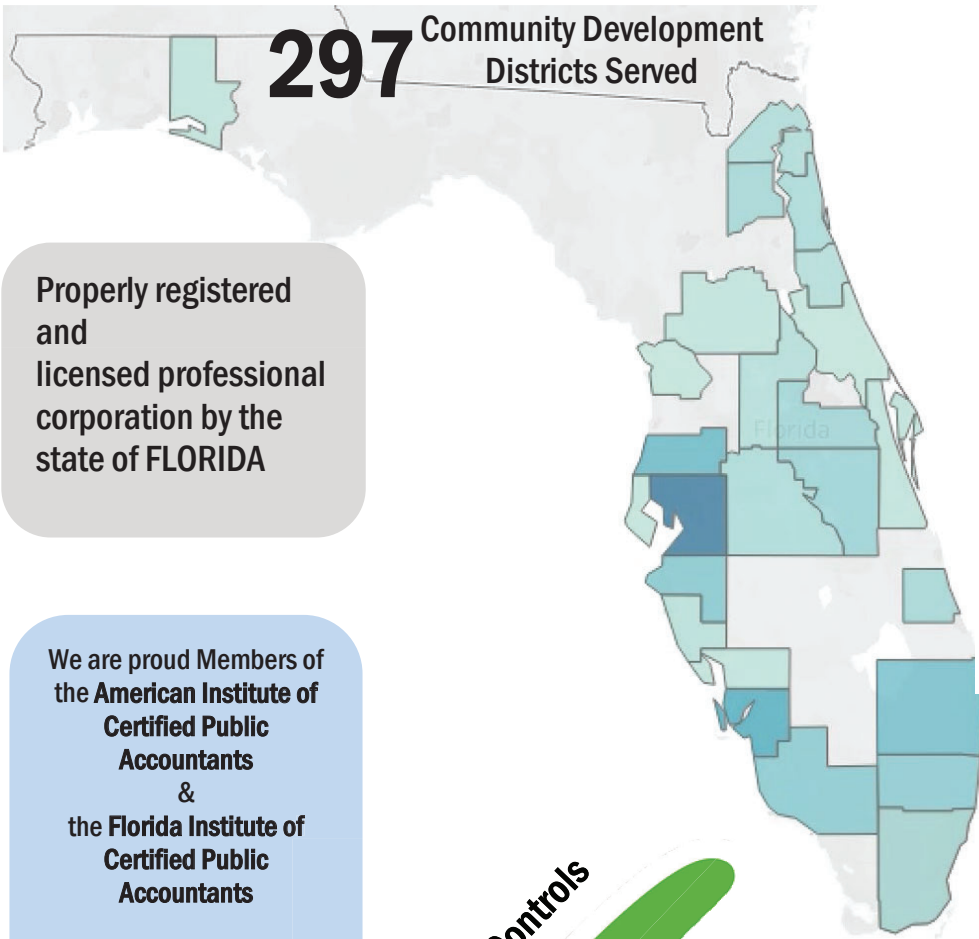 297
Community Development
Districts Served
Properly registered
and
licensed professional
corporation by the
state of FLORIDA
Florida
We are proud Members of
the American Institute of
Certified Public
Accountants
&
the Florida Institute of
Certified Public
Accountants
Controls